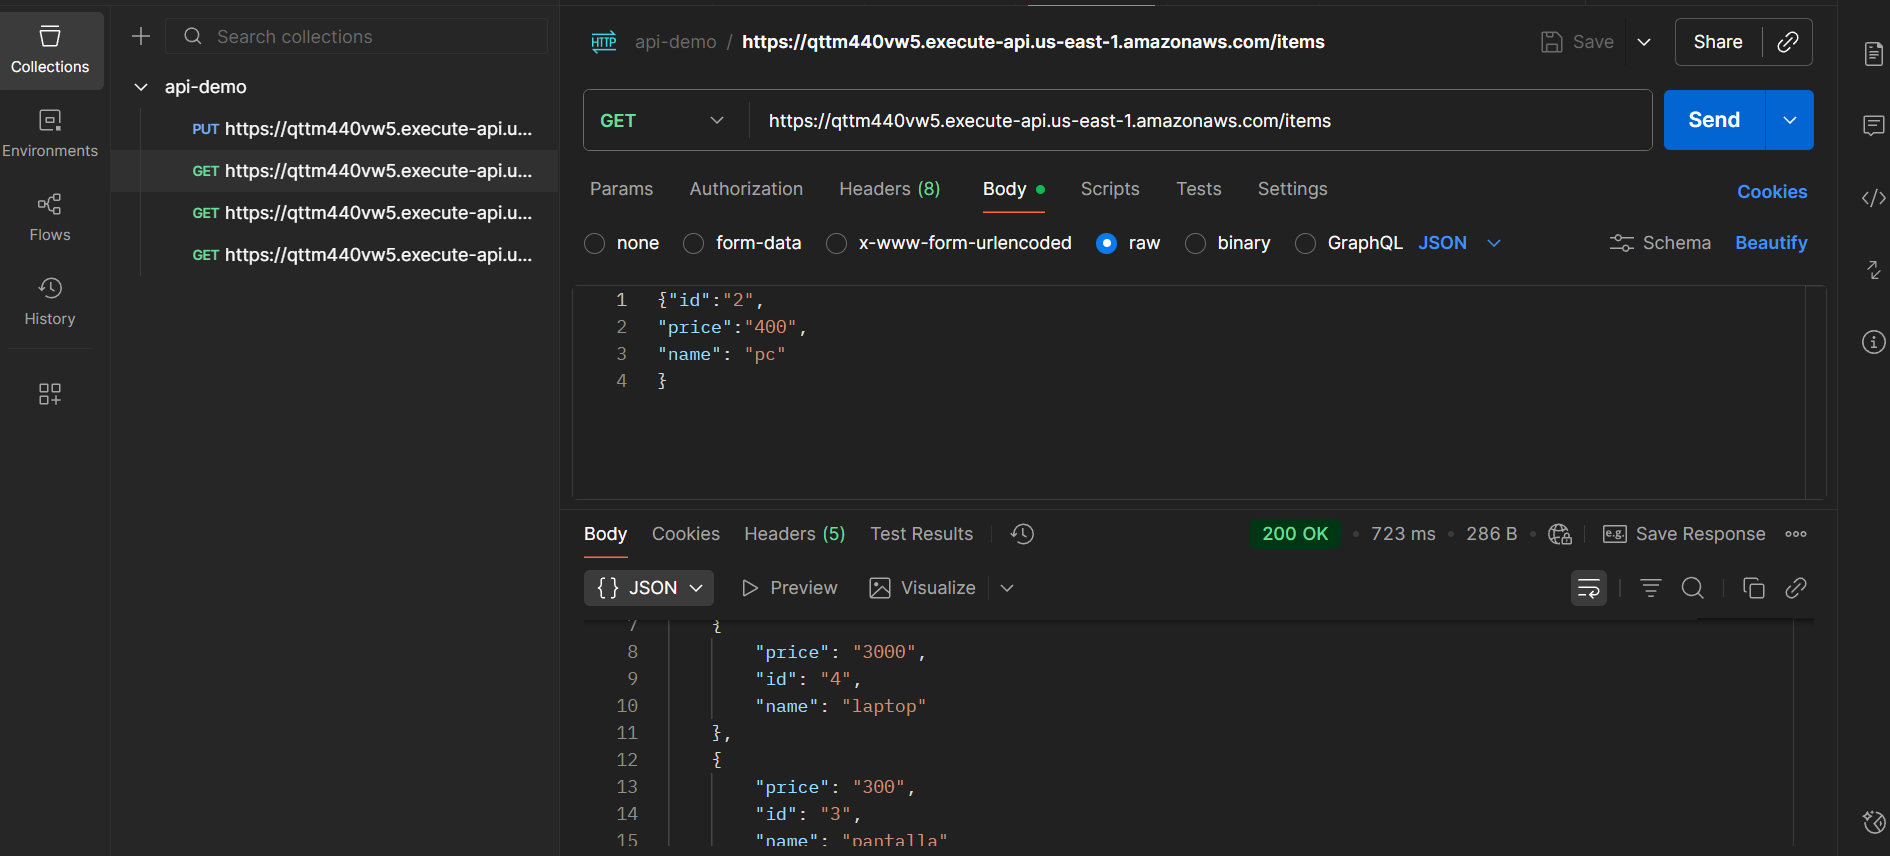 Collections
Environments
Flows
History
Search collections
api-demo
PUT https://qttm440vw5.execute-api.u...
GET https://qttm440vw5.execute-api.u...
GET https://qttm440vw5.execute-api.u...
GET https://qttm440vw5.execute-api.u...
HTTP api-demo / https://qttm440vw5.execute-api.us-east-1.amazonaws.com/items
Save
Share
GET https://qttm440vw5.execute-api.us-east-1.amazonaws.com/items
Send
Params Authorization Headers (8) Body Scripts Tests Settings Cookies
none form-data x-www-form-urlencoded raw binary GraphQL JSON Schema Beautify
1 {"id":"2",
2 "price":"400",
3 "name": "pc"
4 }
Body Cookies Headers (5) Test Results 200 OK • 723 ms • 286 B • e.g. Save Response
{} JSON Preview Visualize
7 {
8 "price": "3000",
9 "id": "4",
10 "name": "laptop"
11 },
12 {
13 "price": "300",
14 "id": "3",
15 "name": "pantalla"